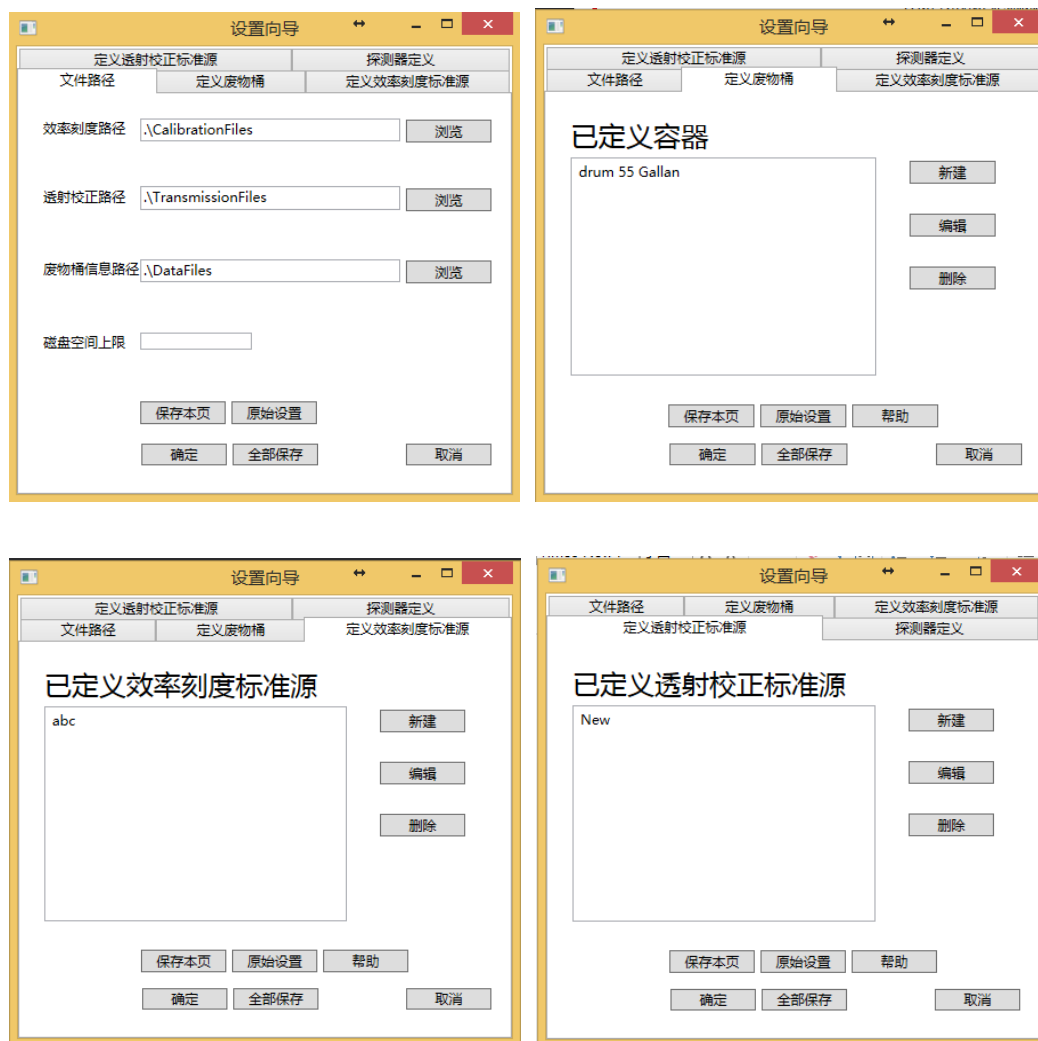 设置向导
定义透射校正标准源 探测器定义
文件路径 定义废物桶 定义效率刻度标准源
效率刻度路径 .\CalibrationFiles 浏览
透射校正路径 .\TransmissionFiles 浏览
废物桶信息路径 .\DataFiles 浏览
磁盘空间上限
保存本页 原始设置
确定 全部保存 取消
设置向导
定义透射校正标准源 探测器定义
文件路径 定义废物桶 定义效率刻度标准源
已定义容器
drum 55 Gallan 新建
编辑
删除
保存本页 原始设置 帮助
确定 全部保存 取消
设置向导
定义透射校正标准源 探测器定义
文件路径 定义废物桶 定义效率刻度标准源
已定义效率刻度标准源
abc 新建
编辑
删除
保存本页 原始设置 帮助
确定 全部保存 取消
设置向导
文件路径 定义废物桶 定义效率刻度标准源
定义透射校正标准源 探测器定义
已定义透射校正标准源
New 新建
编辑
删除
保存本页 原始设置 帮助
确定 全部保存 取消